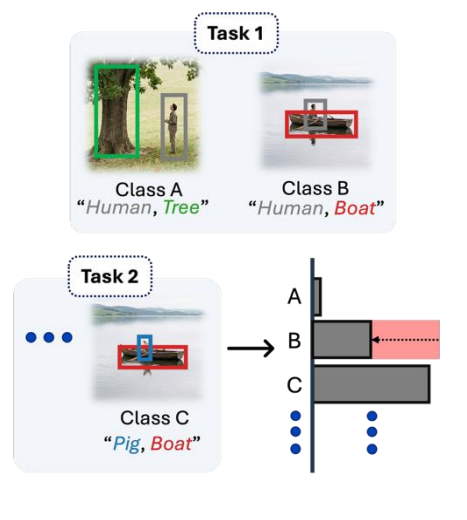 Task 1
Class A
"Human, Tree"
Class B
"Human, Boat"
Task 2
Class C
"Pig, Boat"
A
B
C